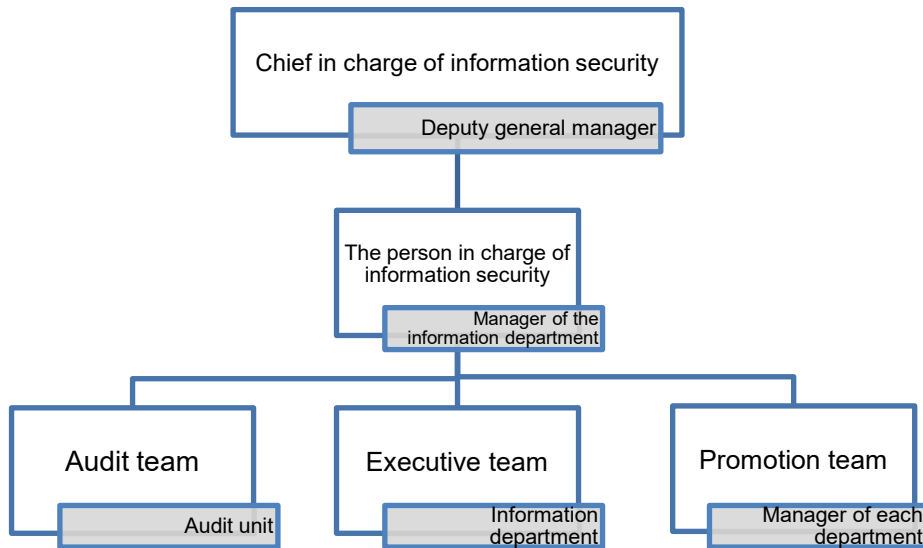 Chief in charge of information security
Deputy general manager
The person in charge of
information security
Manager of the
information department
Audit team
Audit unit
Executive team
Information
department
Promotion team
Manager of each
department